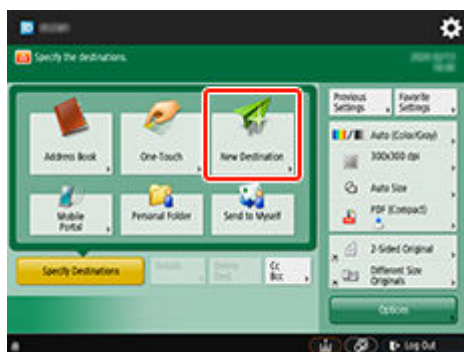 Specify the destinations.
Previous Settings
Favorite Settings
Address Book
One-Touch
New Destination
Auto (Color/Gray)
300x300 dpi
Auto Size
Mobile Portal
Personal Folder
Send to Myself
PDF (Compact)
2-Sided Original
Specify Destinations
Cc
Bcc
Different Size Originals
Options
Log Out